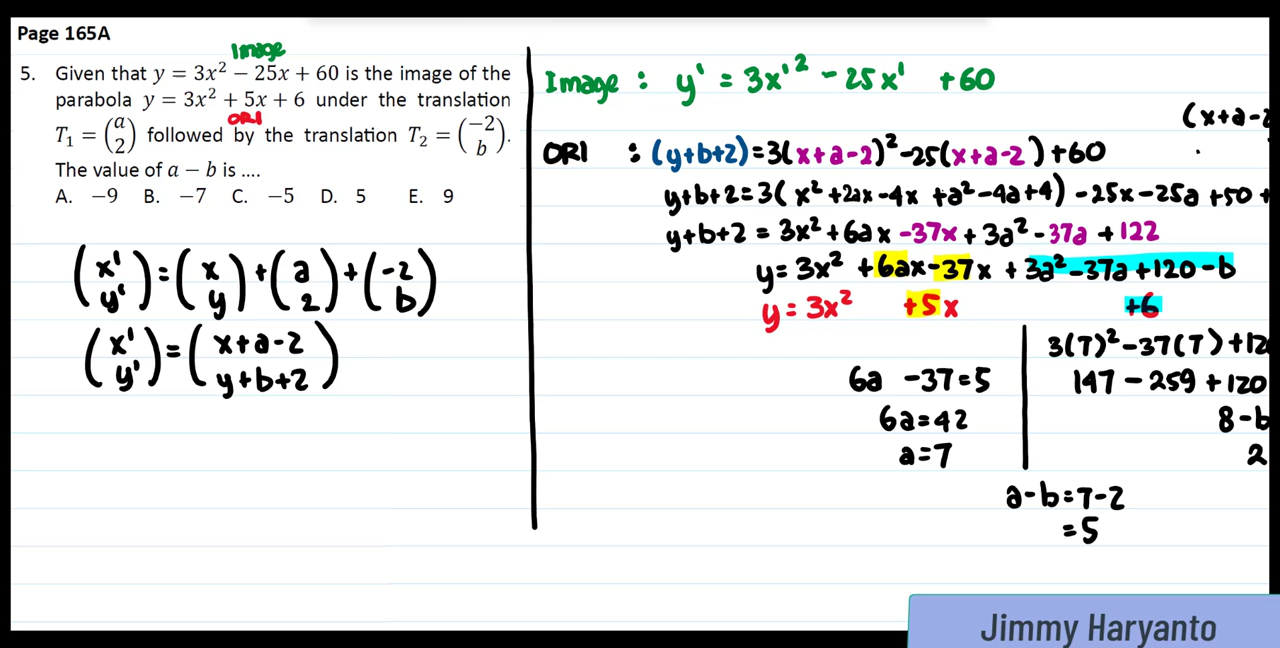 Page 165A
Image
5. Given that y = 3x² − 25x + 60 is the image of the
parabola y = 3x² + 5x + 6 under the translation
ORI
T₁ = (a 2) followed by the translation T₂ = (−2 b).
The value of a − b is ....
A. −9 B. −7 C. −5 D. 5 E. 9
(x' y') = (x y) + (a 2) + (-2 b)
(x' y') = (x+a-2 y+b+2)
Image : y' = 3x'² - 25x' + 60
(x+a-2
ORI : (y+b+2) = 3(x+a-2)² - 25(x+a-2) + 60
y+b+2 = 3(x² + 2ax - 4x + a² - 4a + 4) - 25x - 25a + 50 +
y+b+2 = 3x² + 6ax - 37x + 3a² - 37a + 122
y = 3x² + 6ax - 37x + 3a² - 37a + 120 - b
y = 3x² + 5x + 6
6a - 37 = 5
6a = 42
a = 7
3(7)² - 37(7) + 12
147 - 259 + 120
8 - b
2
a - b = 7 - 2
= 5
Jimmy Haryanto